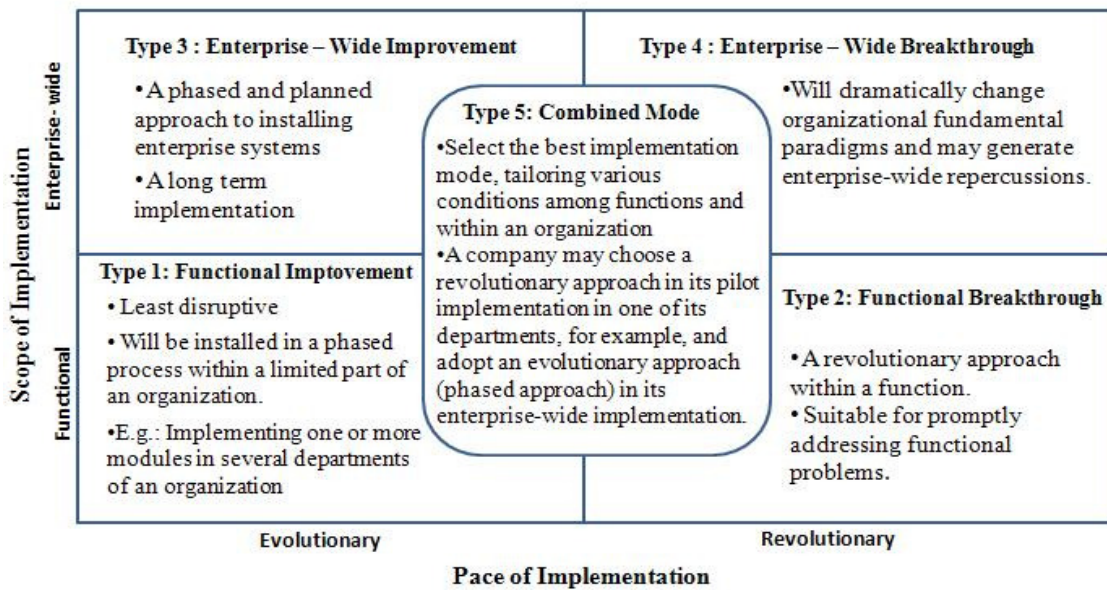 Scope of Implementation
Enterprise- wide
Functional
Type 3 : Enterprise – Wide Improvement
•A phased and planned
approach to installing
enterprise systems
•A long term
implementation
Type 4 : Enterprise – Wide Breakthrough
•Will dramatically change
organizational fundamental
paradigms and may generate
enterprise-wide repercussions.
Type 5: Combined Mode
•Select the best implementation
mode, tailoring various
conditions among functions and
within an organization
•A company may choose a
revolutionary approach in its pilot
implementation in one of its
departments, for example, and
adopt an evolutionary approach
(phased approach) in its
enterprise-wide implementation.
Type 1: Functional Imptovement
•Least disruptive
•Will be installed in a phased
process within a limited part of
an organization.
•E.g.: Implementing one or more
modules in several departments
of an organization
Type 2: Functional Breakthrough
•A revolutionary approach
within a function.
•Suitable for promptly
addressing functional
problems.
Evolutionary
Revolutionary
Pace of Implementation